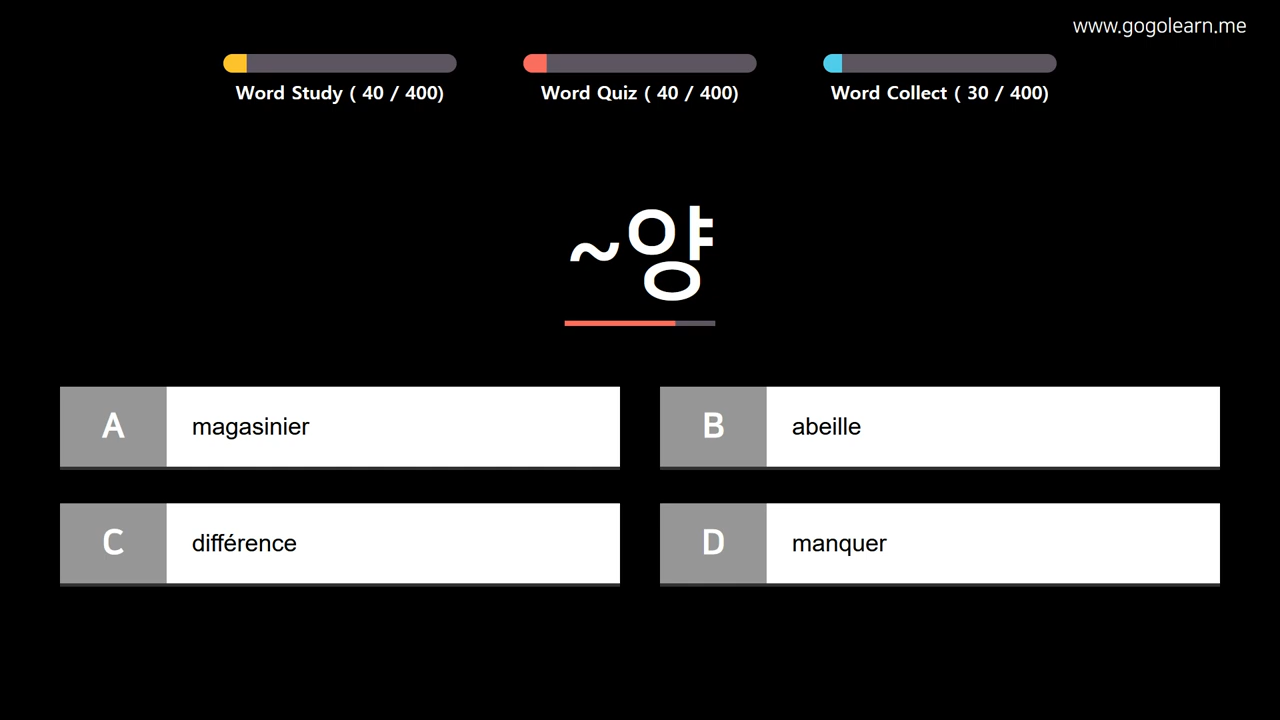 www.gogolearn.me
Word Study ( 40 / 400)
Word Quiz ( 40 / 400)
Word Collect ( 30 / 400)
~양
A magasinier
B abeille
C différence
D manquer